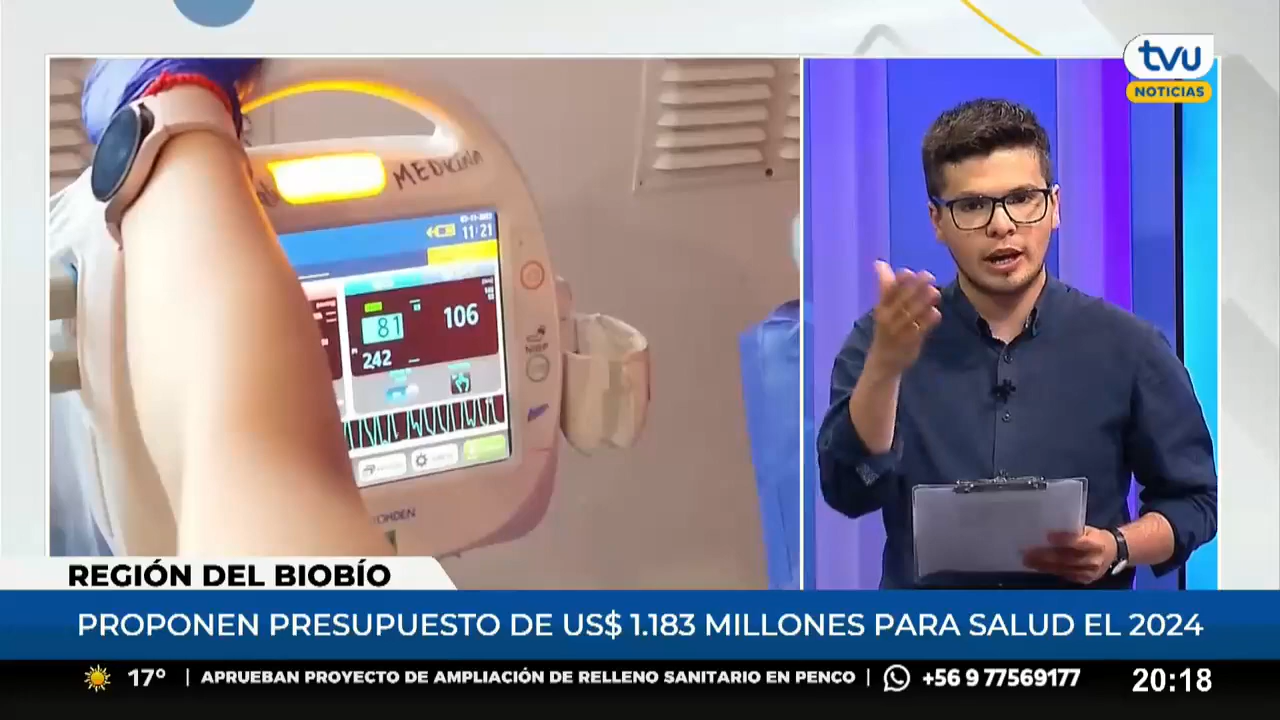 tvu
NOTICIAS
MEDICINA
11:21
81
106
242
NIBP
REGIÓN DEL BIOBÍO
PROPONEN PRESUPUESTO DE US$ 1.183 MILLONES PARA SALUD EL 2024
17° | APRUEBAN PROYECTO DE AMPLIACIÓN DE RELLENO SANITARIO EN PENCO | +56 9 77569177
20:18